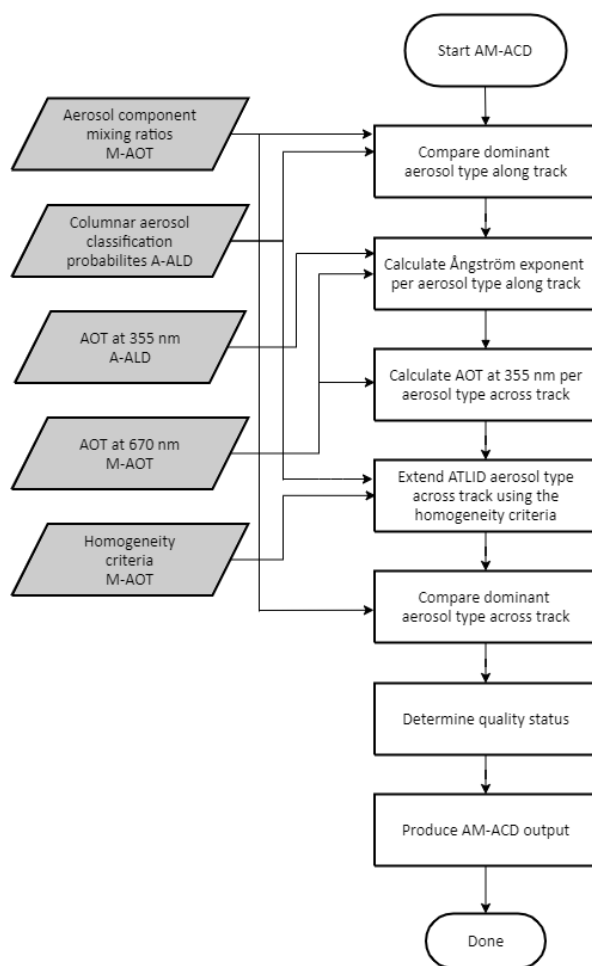 Start AM-ACD
Aerosol component
mixing ratios
M-AOT
Compare dominant
aerosol type along track
Columnar aerosol
classification
probabilites A-ALD
Calculate Ångström exponent
per aerosol type along track
AOT at 355 nm
A-ALD
Calculate AOT at 355 nm per
aerosol type across track
AOT at 670 nm
M-AOT
Extend ATLID aerosol type
across track using the
homogeneity criteria
Homogeneity
criteria
M-AOT
Compare dominant
aerosol type across track
Determine quality status
Produce AM-ACD output
Done